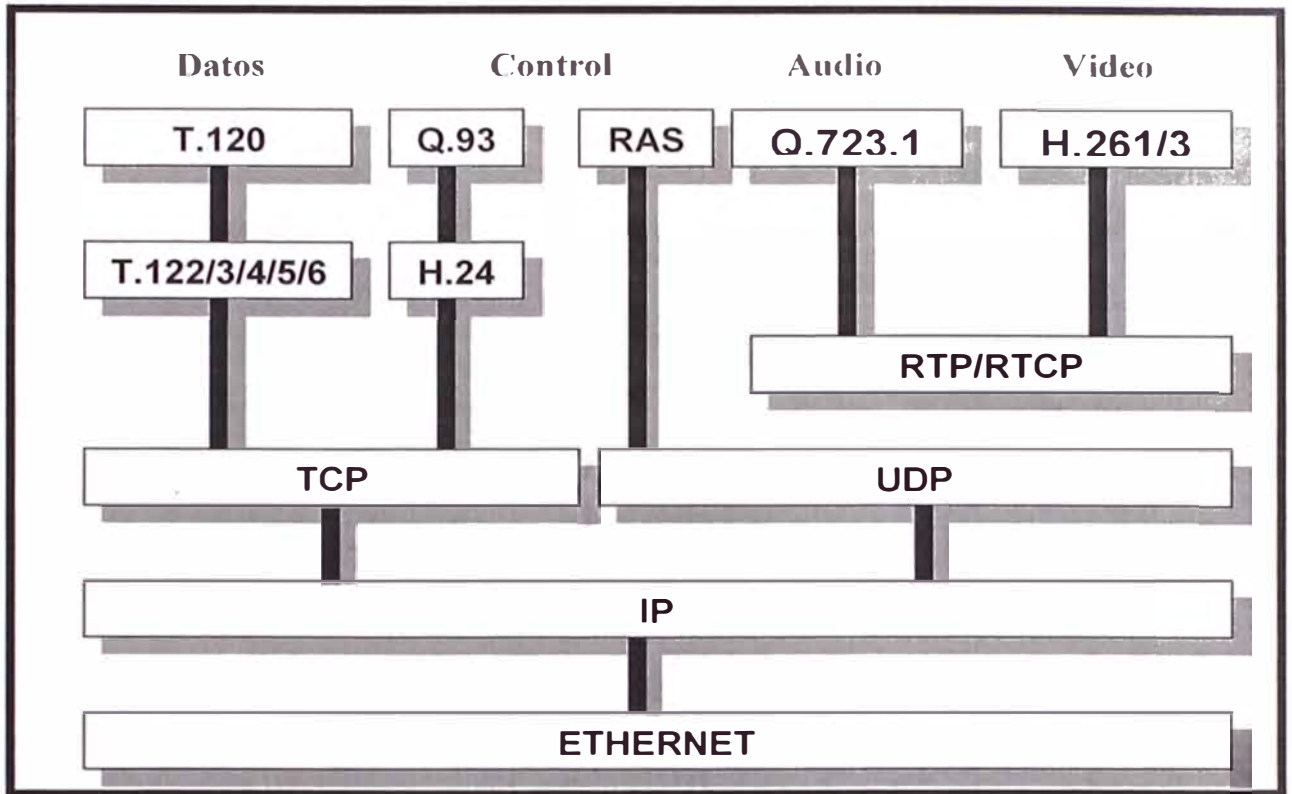 Datos Control Audio Video
T.120 Q.93 RAS Q.723.1 H.261/3
T.122/3/4/5/6 H.24
RTP/RTCP
TCP UDP
IP
ETHERNET